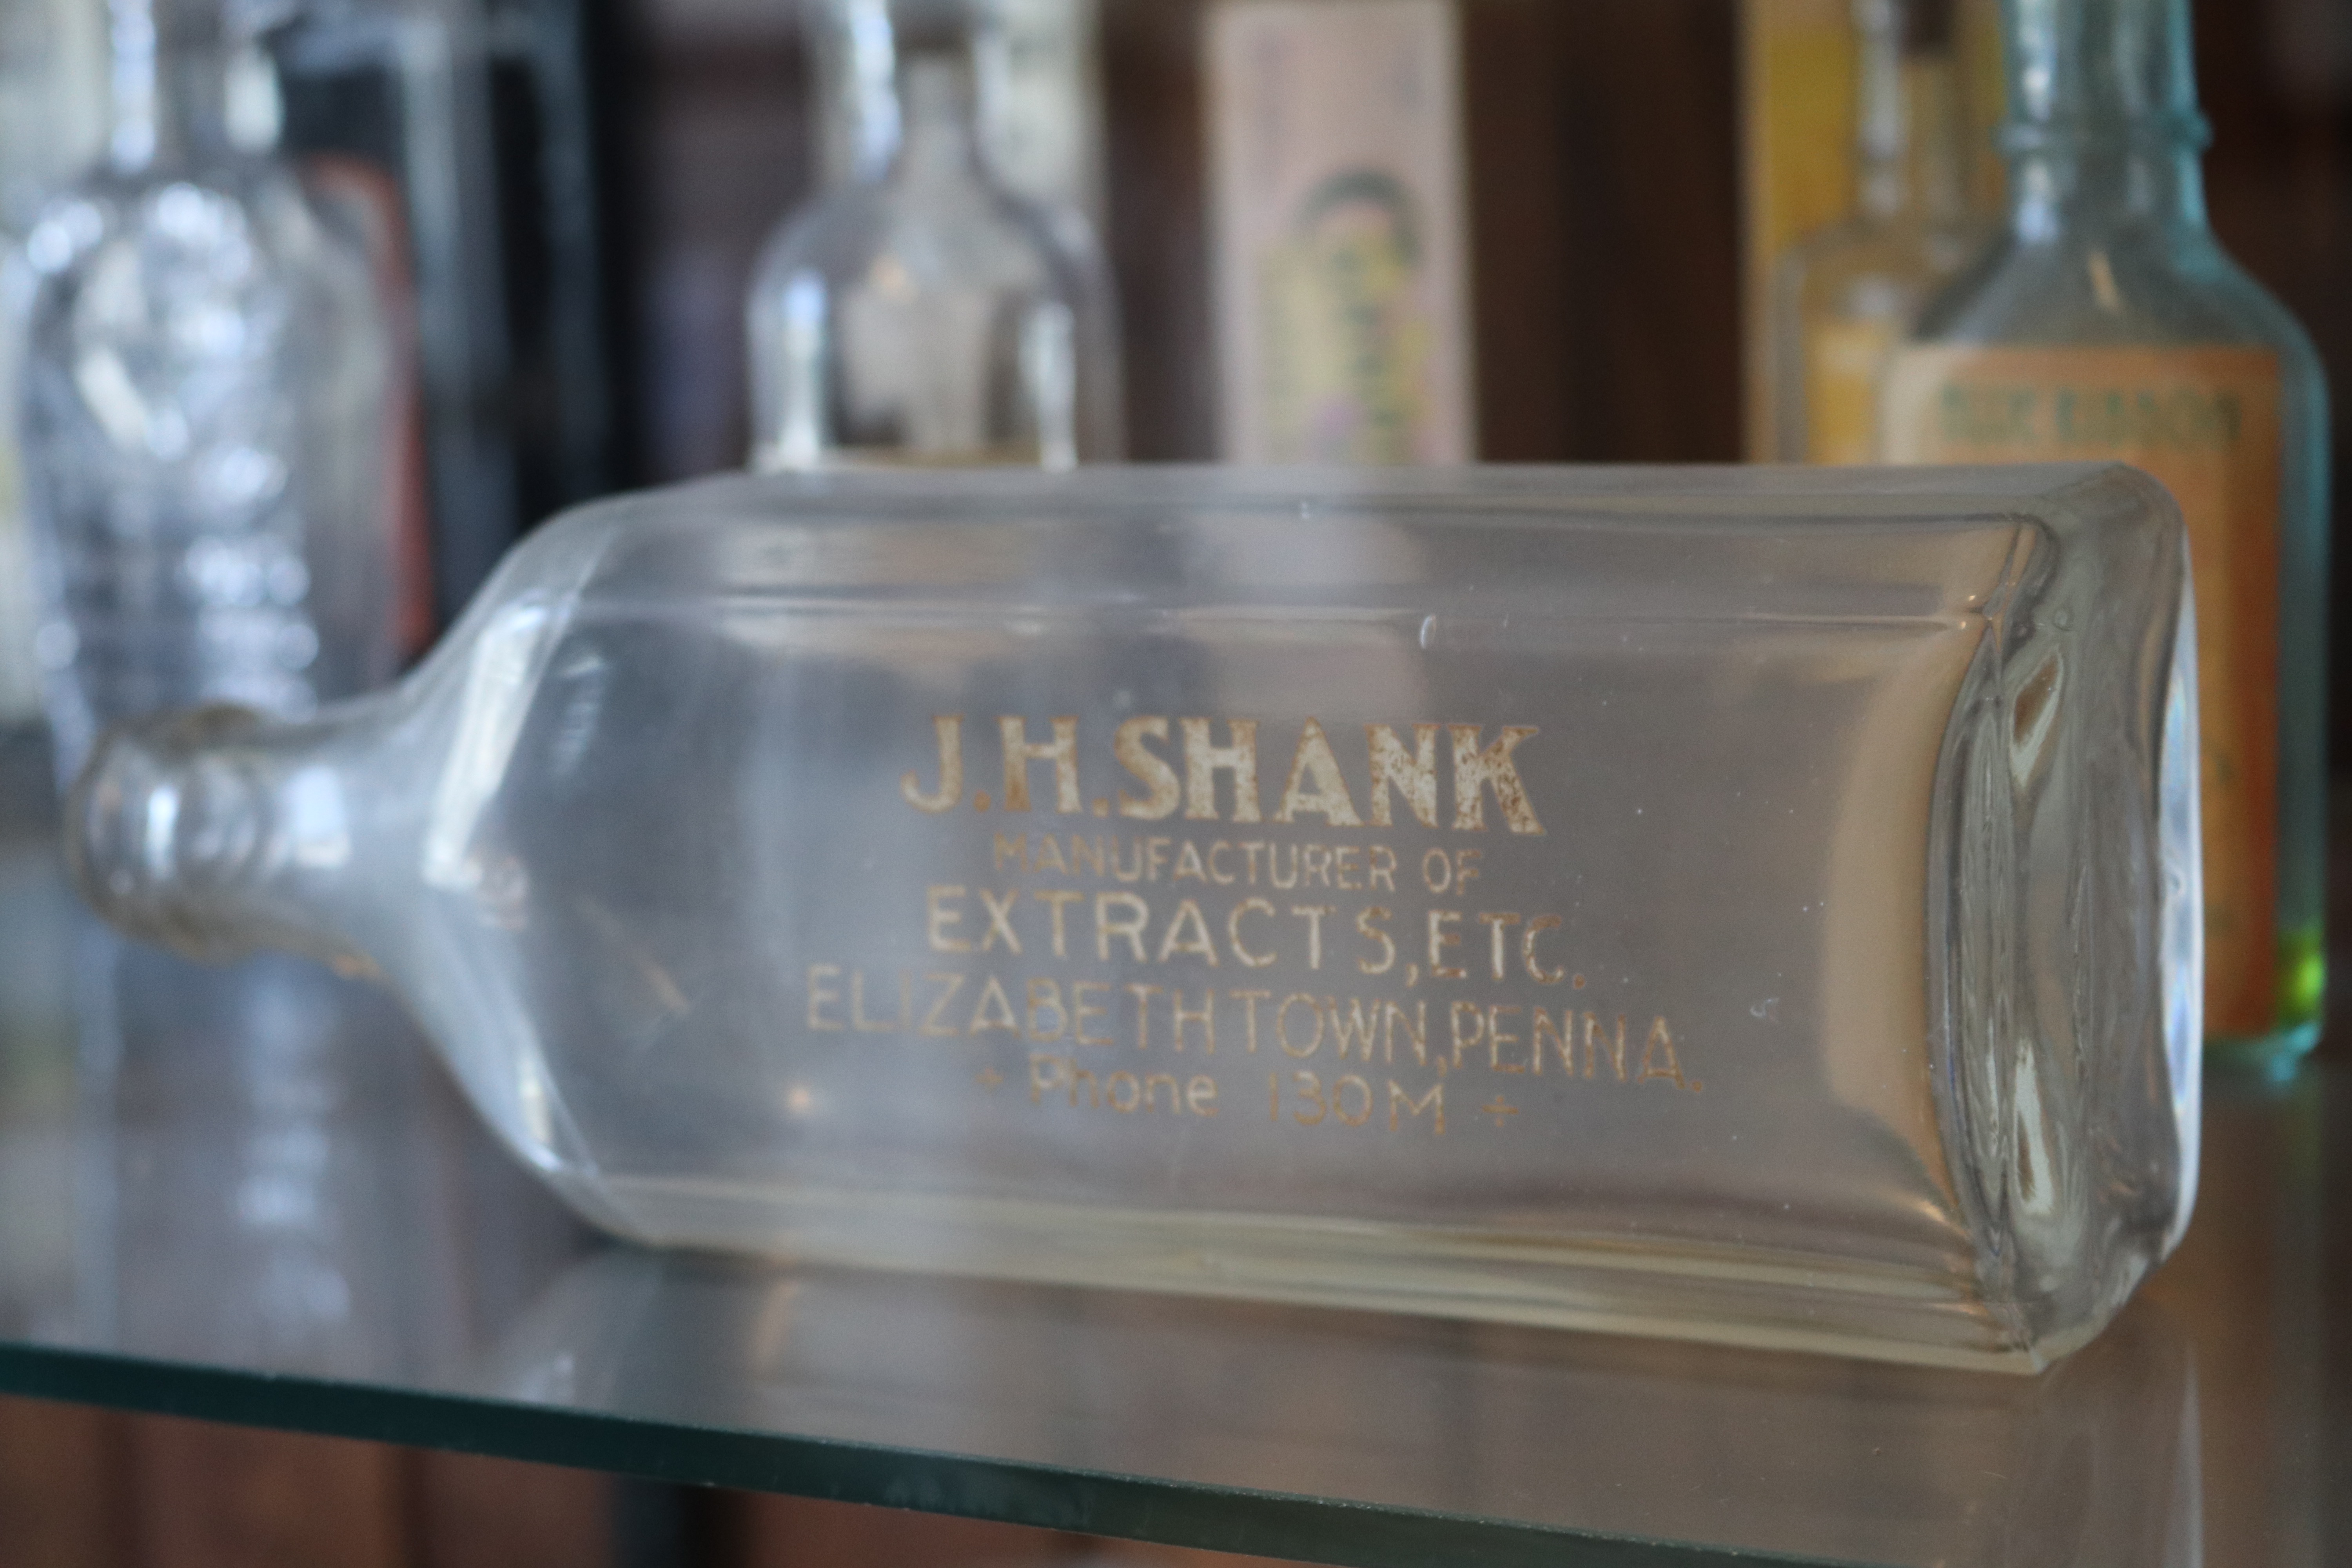 J.H.SHANK
MANUFACTURER OF
EXTRACTS,ETC.
ELIZABETHTOWN,PENNA.
+ Phone 130M +